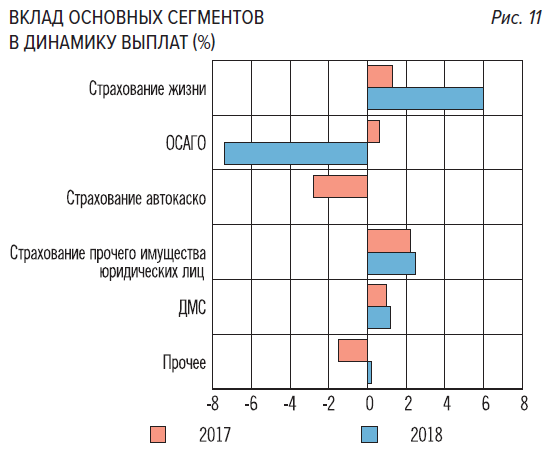 ВКЛАД ОСНОВНЫХ СЕГМЕНТОВ
Рис. 11
В ДИНАМИКУ ВЫПЛАТ (%)
Страхование жизни
ОСАГО
Страхование автокаско
Страхование прочего имущества
юридических лиц
ДМС
Прочее
-8 -6 -4 -2 0 2 4 6 8
2017 2018